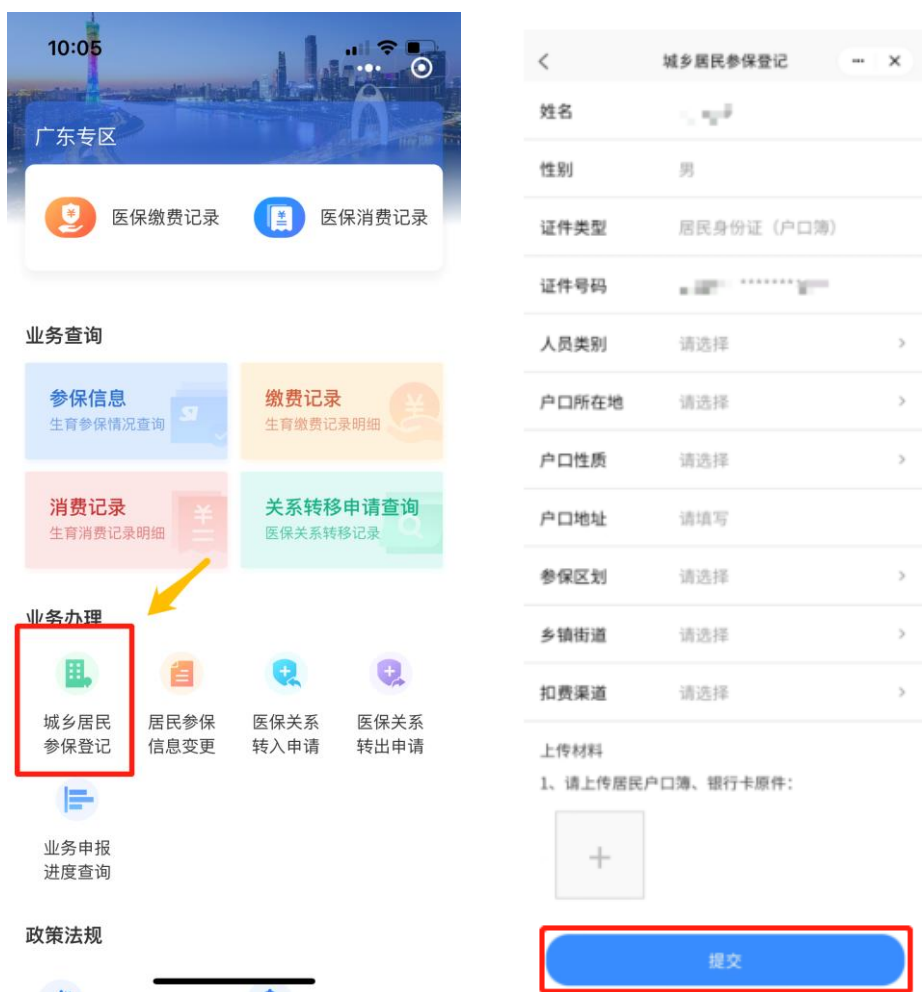 10:05
广东专区
医保缴费记录
医保消费记录
业务查询
参保信息
生育参保情况查询
缴费记录
生育缴费记录明细
消费记录
生育消费记录明细
关系转移申请查询
医保关系转移记录
业务办理
城乡居民
参保登记
居民参保
信息变更
医保关系
转入申请
医保关系
转出申请
业务申报
进度查询
政策法规
城乡居民参保登记
姓名
性别 男
证件类型 居民身份证（户口簿）
证件号码 ********
人员类别 请选择
户口所在地 请选择
户口性质 请选择
户口地址 请填写
参保区划 请选择
乡镇街道 请选择
扣费渠道 请选择
上传材料
1、请上传居民户口簿、银行卡原件：
提交